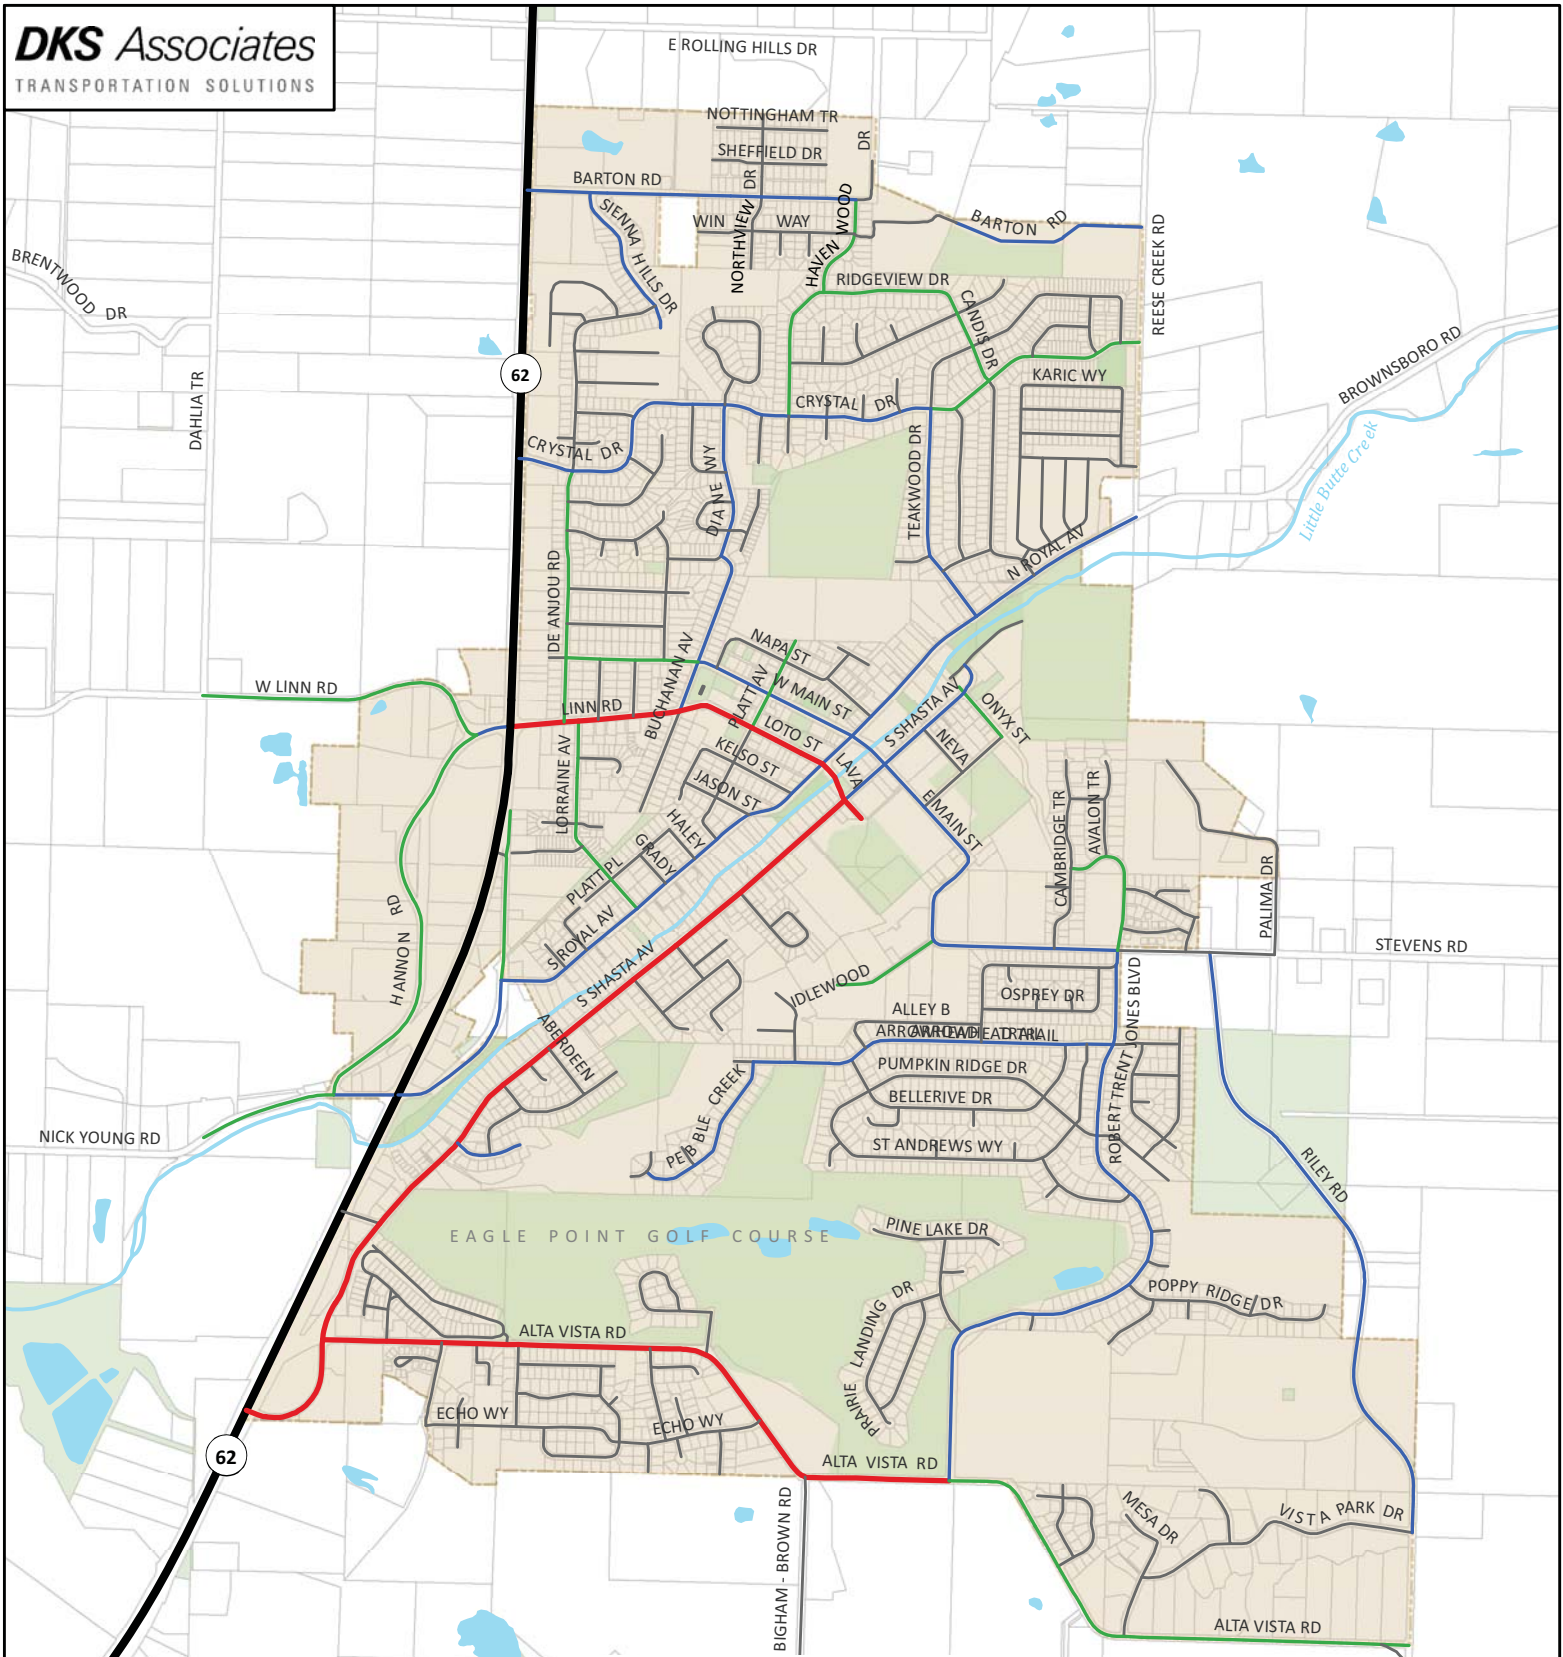 DKS Associates
TRANSPORTATION SOLUTIONS
E ROLLING HILLS DR
NOTTINGHAM TR
DR
SHEFFIELD DR
BARTON RD
DR
NORTHVIEW
SIENNA HILLS DR
WIN WAY
HAVEN WOOD
BARTON RD
REESE CREEK RD
BRENTWOOD DR
RIDGEVIEW DR
CANDIS DR
BROWNSBORO RD
62
DAHLIA TR
KARIC WY
CRYSTAL DR
CRYSTAL DR
Little Butte Creek
DIANE WY
TEAKWOOD DR
N ROYAL AV
DE ANJOU RD
NAPA ST
BUCHANAN AV
W LINN RD
PLATT AV
W MAIN ST
S SHASTA AV
ONYX ST
LINN RD
LOTO ST
NEVA
KELSO ST
LAVA
LORRAINE AV
JASON ST
E MAIN ST
CAMBRIDGE TR
AVALON TR
HALEY
GRADY
PLATT PL
PALIMA DR
HANNON RD
S ROYAL AV
STEVENS RD
S SHASTA AV
IDLEWOOD
OSPREY DR
JONES BLVD
ALLEY B
ABERDEEN
ARROWHEAD TRAIL
ARROWHEAD TRAIL
PUMPKIN RIDGE DR
BELLERIVE DR
PEBBLE CREEK
ROBERT TRENT
NICK YOUNG RD
ST ANDREWS WY
RILEY RD
EAGLE POINT GOLF COURSE
PINE LAKE DR
POPPY RIDGE DR
PRAIRIE LANDING DR
ALTA VISTA RD
ECHO WY
ECHO WY
62
ALTA VISTA RD
BIGHAM - BROWN RD
MESA DR
VISTA PARK DR
ALTA VISTA RD